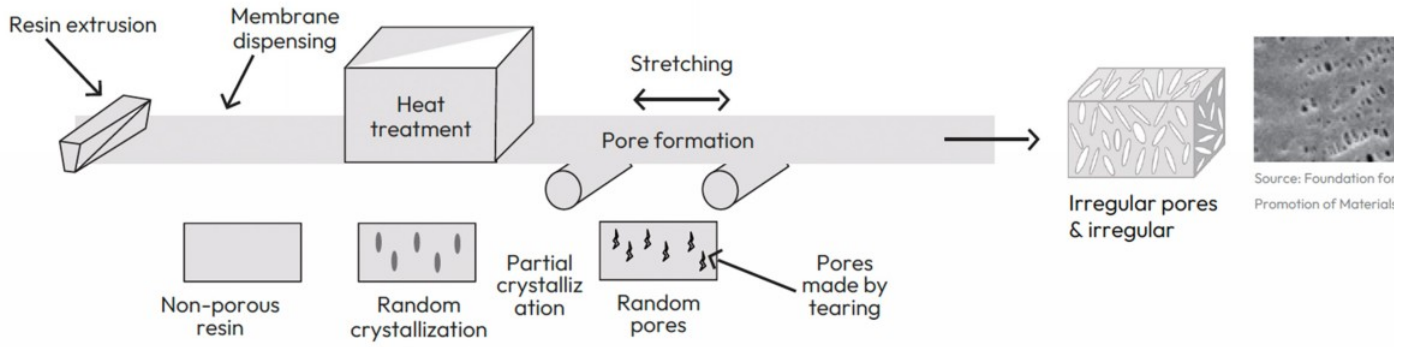 Resin extrusion
Membrane
dispensing
Heat
treatment
Stretching
Pore formation
Non-porous
resin
Random
crystallization
Partial
crystalliz
ation
Random
pores
Pores
made by
tearing
Irregular pores
& irregular
Source: Foundation for
Promotion of Materials